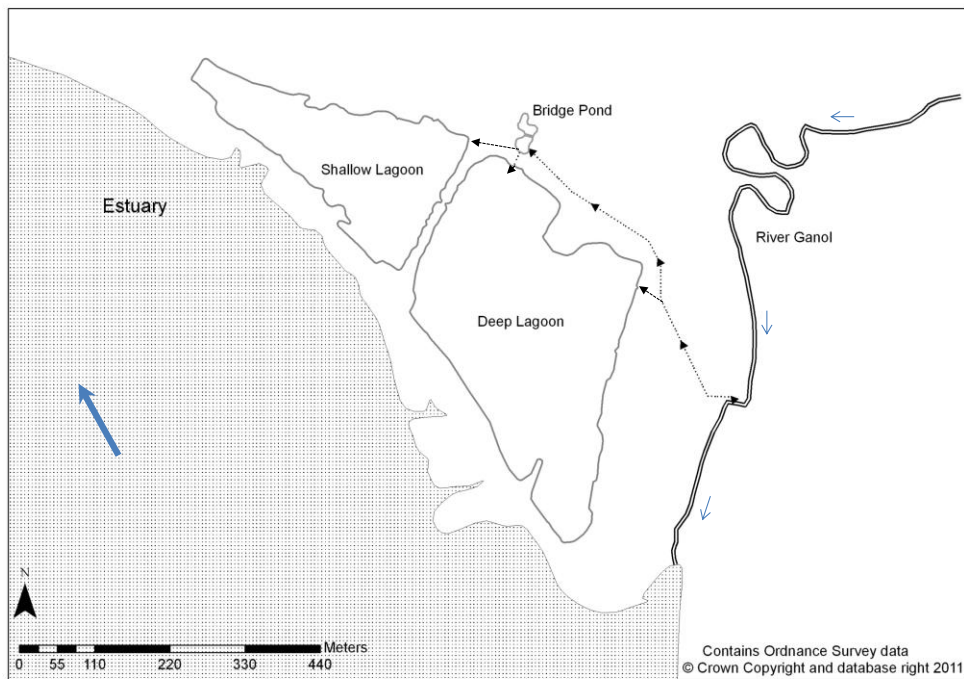 Bridge Pond
Shallow Lagoon
Estuary
River Ganol
Deep Lagoon
N
Meters
0 55 110 220 330 440
Contains Ordnance Survey data
© Crown Copyright and database right 2011